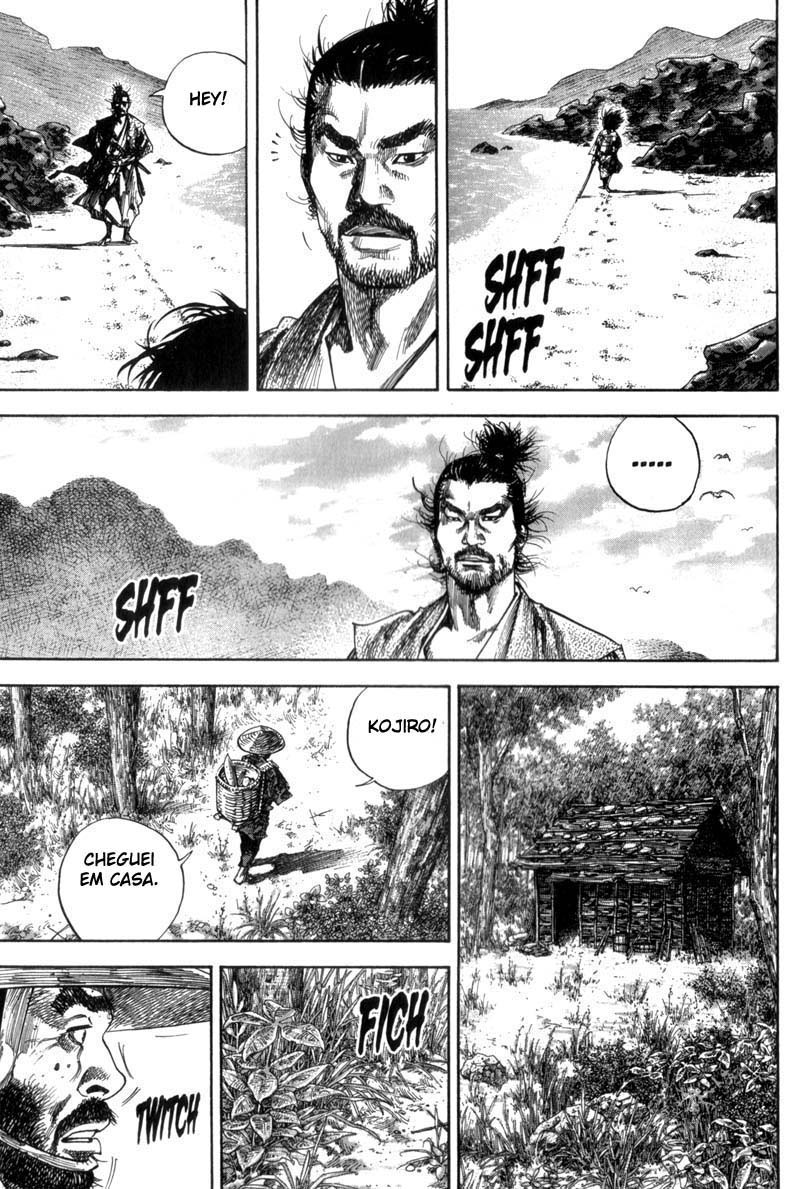 SHFF
SHFF
HEY!
.....
SHFF
KOJIRO!
CHEGUEI
EM CASA.
FICH
TWITCH